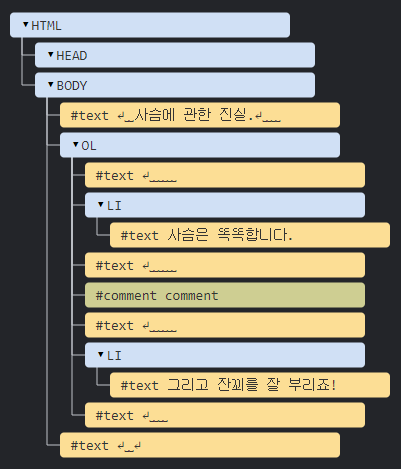 ▼ HTML
▼ HEAD
▼ BODY
#text ↵␣␣사슴에 관한 진실.↵␣␣␣␣
▼ OL
#text ↵␣␣␣␣␣␣
▼ LI
#text 사슴은 똑똑합니다.
#text ↵␣␣␣␣␣␣
#comment comment
#text ↵␣␣␣␣␣␣
▼ LI
#text 그리고 잔꾀를 잘 부리죠!
#text ↵␣␣␣␣
#text ↵␣␣↵